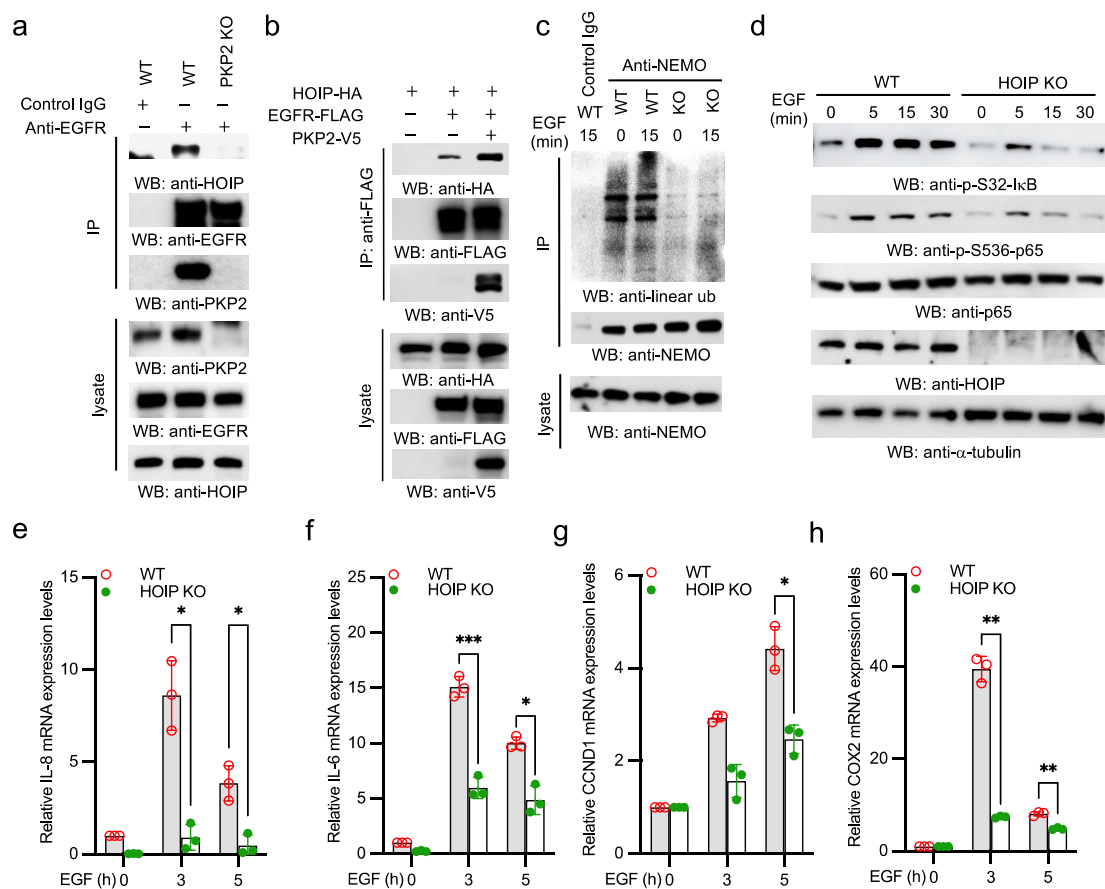 a
WT
WT
PKP2 KO
Control IgG + – –
Anti-EGFR – + +
IP
WB: anti-HOIP
WB: anti-EGFR
WB: anti-PKP2
lysate
WB: anti-PKP2
WB: anti-EGFR
WB: anti-HOIP
b
HOIP-HA + + +
EGFR-FLAG – + +
PKP2-V5 – – +
IP: anti-FLAG
WB: anti-HA
WB: anti-FLAG
WB: anti-V5
lysate
WB: anti-HA
WB: anti-FLAG
WB: anti-V5
c
Control IgG
Anti-NEMO
WT WT WT KO KO
EGF
(min)
15 0 15 0 15
IP
WB: anti-linear ub
WB: anti-NEMO
lysate
WB: anti-NEMO
d
WT HOIP KO
EGF
(min)
0 5 15 30 0 5 15 30
WB: anti-p-S32-IκB
WB: anti-p-S536-p65
WB: anti-p65
WB: anti-HOIP
WB: anti-α-tubulin
e
Relative IL-8 mRNA expression levels
15
10
5
0
WT
HOIP KO
* *
EGF (h) 0 3 5
f
Relative IL-6 mRNA expression levels
25
20
15
10
5
0
WT
HOIP KO
*** *
EGF (h) 0 3 5
g
Relative CCND1 mRNA expression levels
6
4
2
0
WT
HOIP KO
*
EGF (h) 0 3 5
h
Relative COX2 mRNA expression levels
60
40
20
0
WT
HOIP KO
** **
EGF (h) 0 3 5